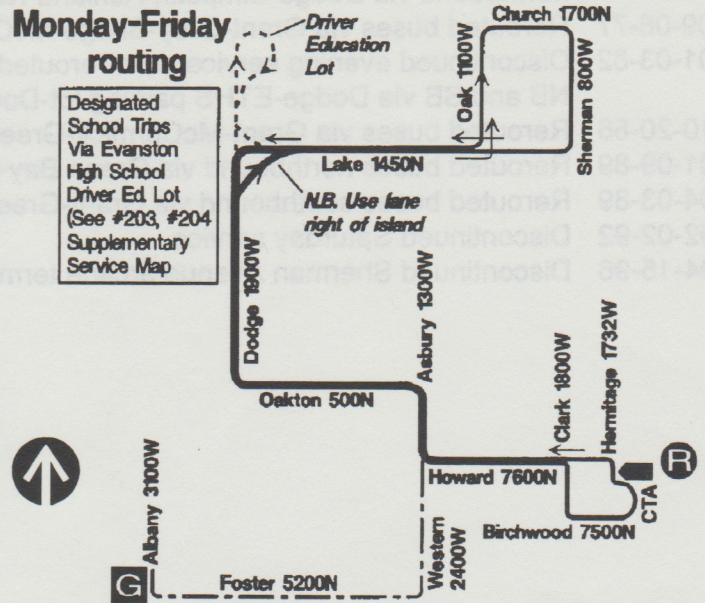 Monday-Friday
routing
Designated
School Trips
Via Evanston
High School
Driver Ed. Lot
(See #203, #204
Supplementary
Service Map
Driver
Education
Lot
Church 1700N
Oak 1100W
Sherman 800W
Lake 1450N
N.B. Use lane
right of island
Dodge 1900W
Asbury 1300W
Oakton 500N
Clark 1800W
Hermitage 1732W
R
Howard 7600N
CTA
Birchwood 7500N
Albany 3100W
Western
2400W
G
Foster 5200N